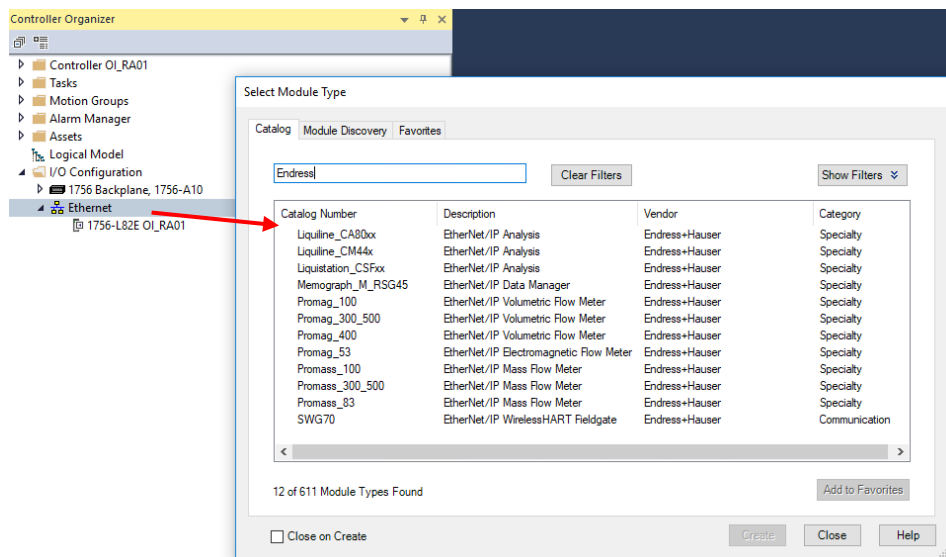 Controller Organizer
Controller OI_RA01
Tasks
Motion Groups
Alarm Manager
Assets
Logical Model
I/O Configuration
1756 Backplane, 1756-A10
Ethernet
1756-L82E OI_RA01
Select Module Type
Catalog Module Discovery Favorites
Endress
Clear Filters
Show Filters
Catalog Number Description Vendor Category
Liquiline_CA80xx EtherNet/IP Analysis Endress+Hauser Specialty
Liquiline_CM44x EtherNet/IP Analysis Endress+Hauser Specialty
Liquistation_CSFxx EtherNet/IP Analysis Endress+Hauser Specialty
Memograph_M_RSG45 EtherNet/IP Data Manager Endress+Hauser Specialty
Promag_100 EtherNet/IP Volumetric Flow Meter Endress+Hauser Specialty
Promag_300_500 EtherNet/IP Volumetric Flow Meter Endress+Hauser Specialty
Promag_400 EtherNet/IP Volumetric Flow Meter Endress+Hauser Specialty
Promag_53 EtherNet/IP Electromagnetic Flow Meter Endress+Hauser Specialty
Promass_100 EtherNet/IP Mass Flow Meter Endress+Hauser Specialty
Promass_300_500 EtherNet/IP Mass Flow Meter Endress+Hauser Specialty
Promass_83 EtherNet/IP Mass Flow Meter Endress+Hauser Specialty
SWG70 EtherNet/IP WirelessHART Fieldgate Endress+Hauser Communication
12 of 611 Module Types Found
Add to Favorites
Close on Create
Create Close Help